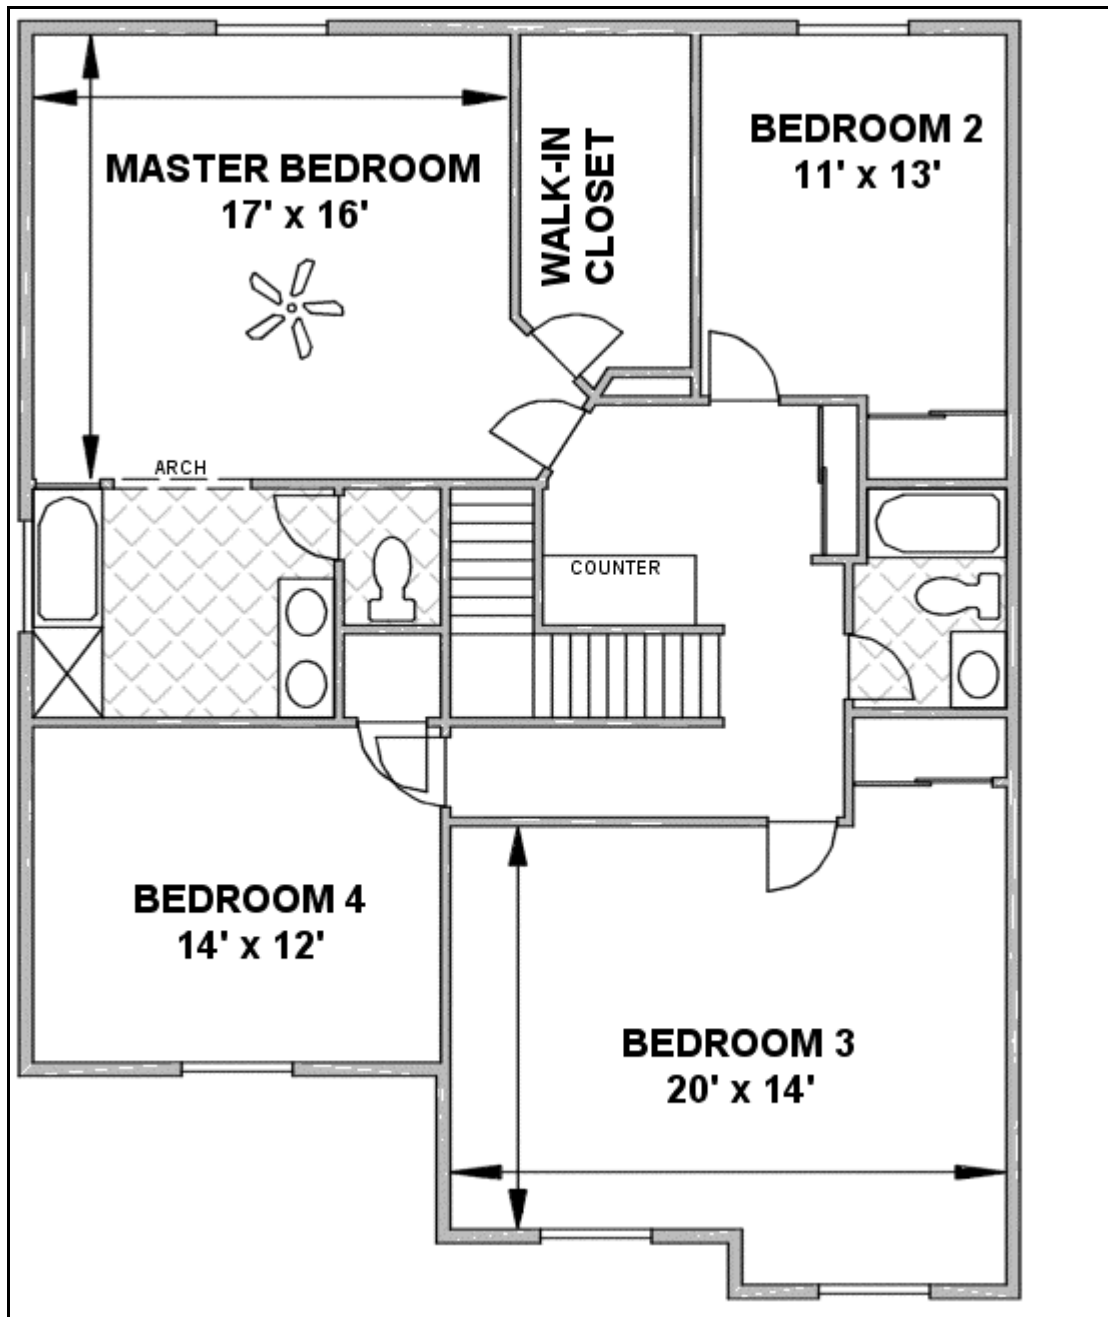 MASTER BEDROOM
17' x 16'
WALK-IN
CLOSET
BEDROOM 2
11' x 13'
ARCH
COUNTER
BEDROOM 4
14' x 12'
BEDROOM 3
20' x 14'